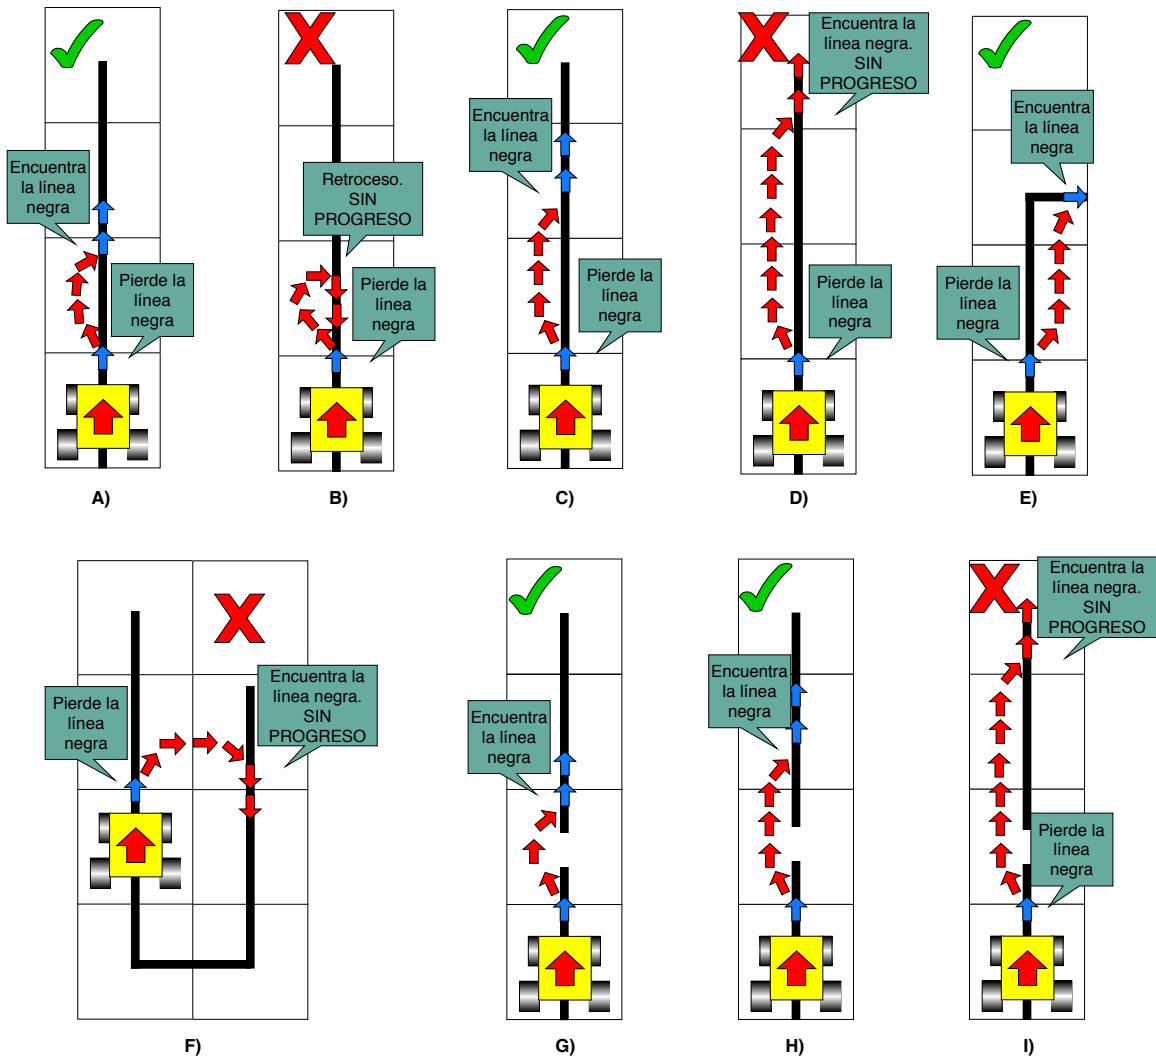 Encuentra
la línea
negra
Pierde la
línea
negra
A)
Retroceso.
SIN
PROGRESO
Pierde la
línea
negra
B)
Encuentra
la línea
negra
Pierde la
línea
negra
C)
Encuentra la
línea negra.
SIN
PROGRESO
Pierde la
línea
negra
D)
Encuentra
la línea
negra
Pierde la
línea
negra
E)
Pierde la
línea
negra
Encuentra la
línea negra.
SIN
PROGRESO
F)
Encuentra
la línea
negra
G)
Encuentra
la línea
negra
H)
Encuentra la
línea negra.
SIN
PROGRESO
Pierde la
línea
negra
I)